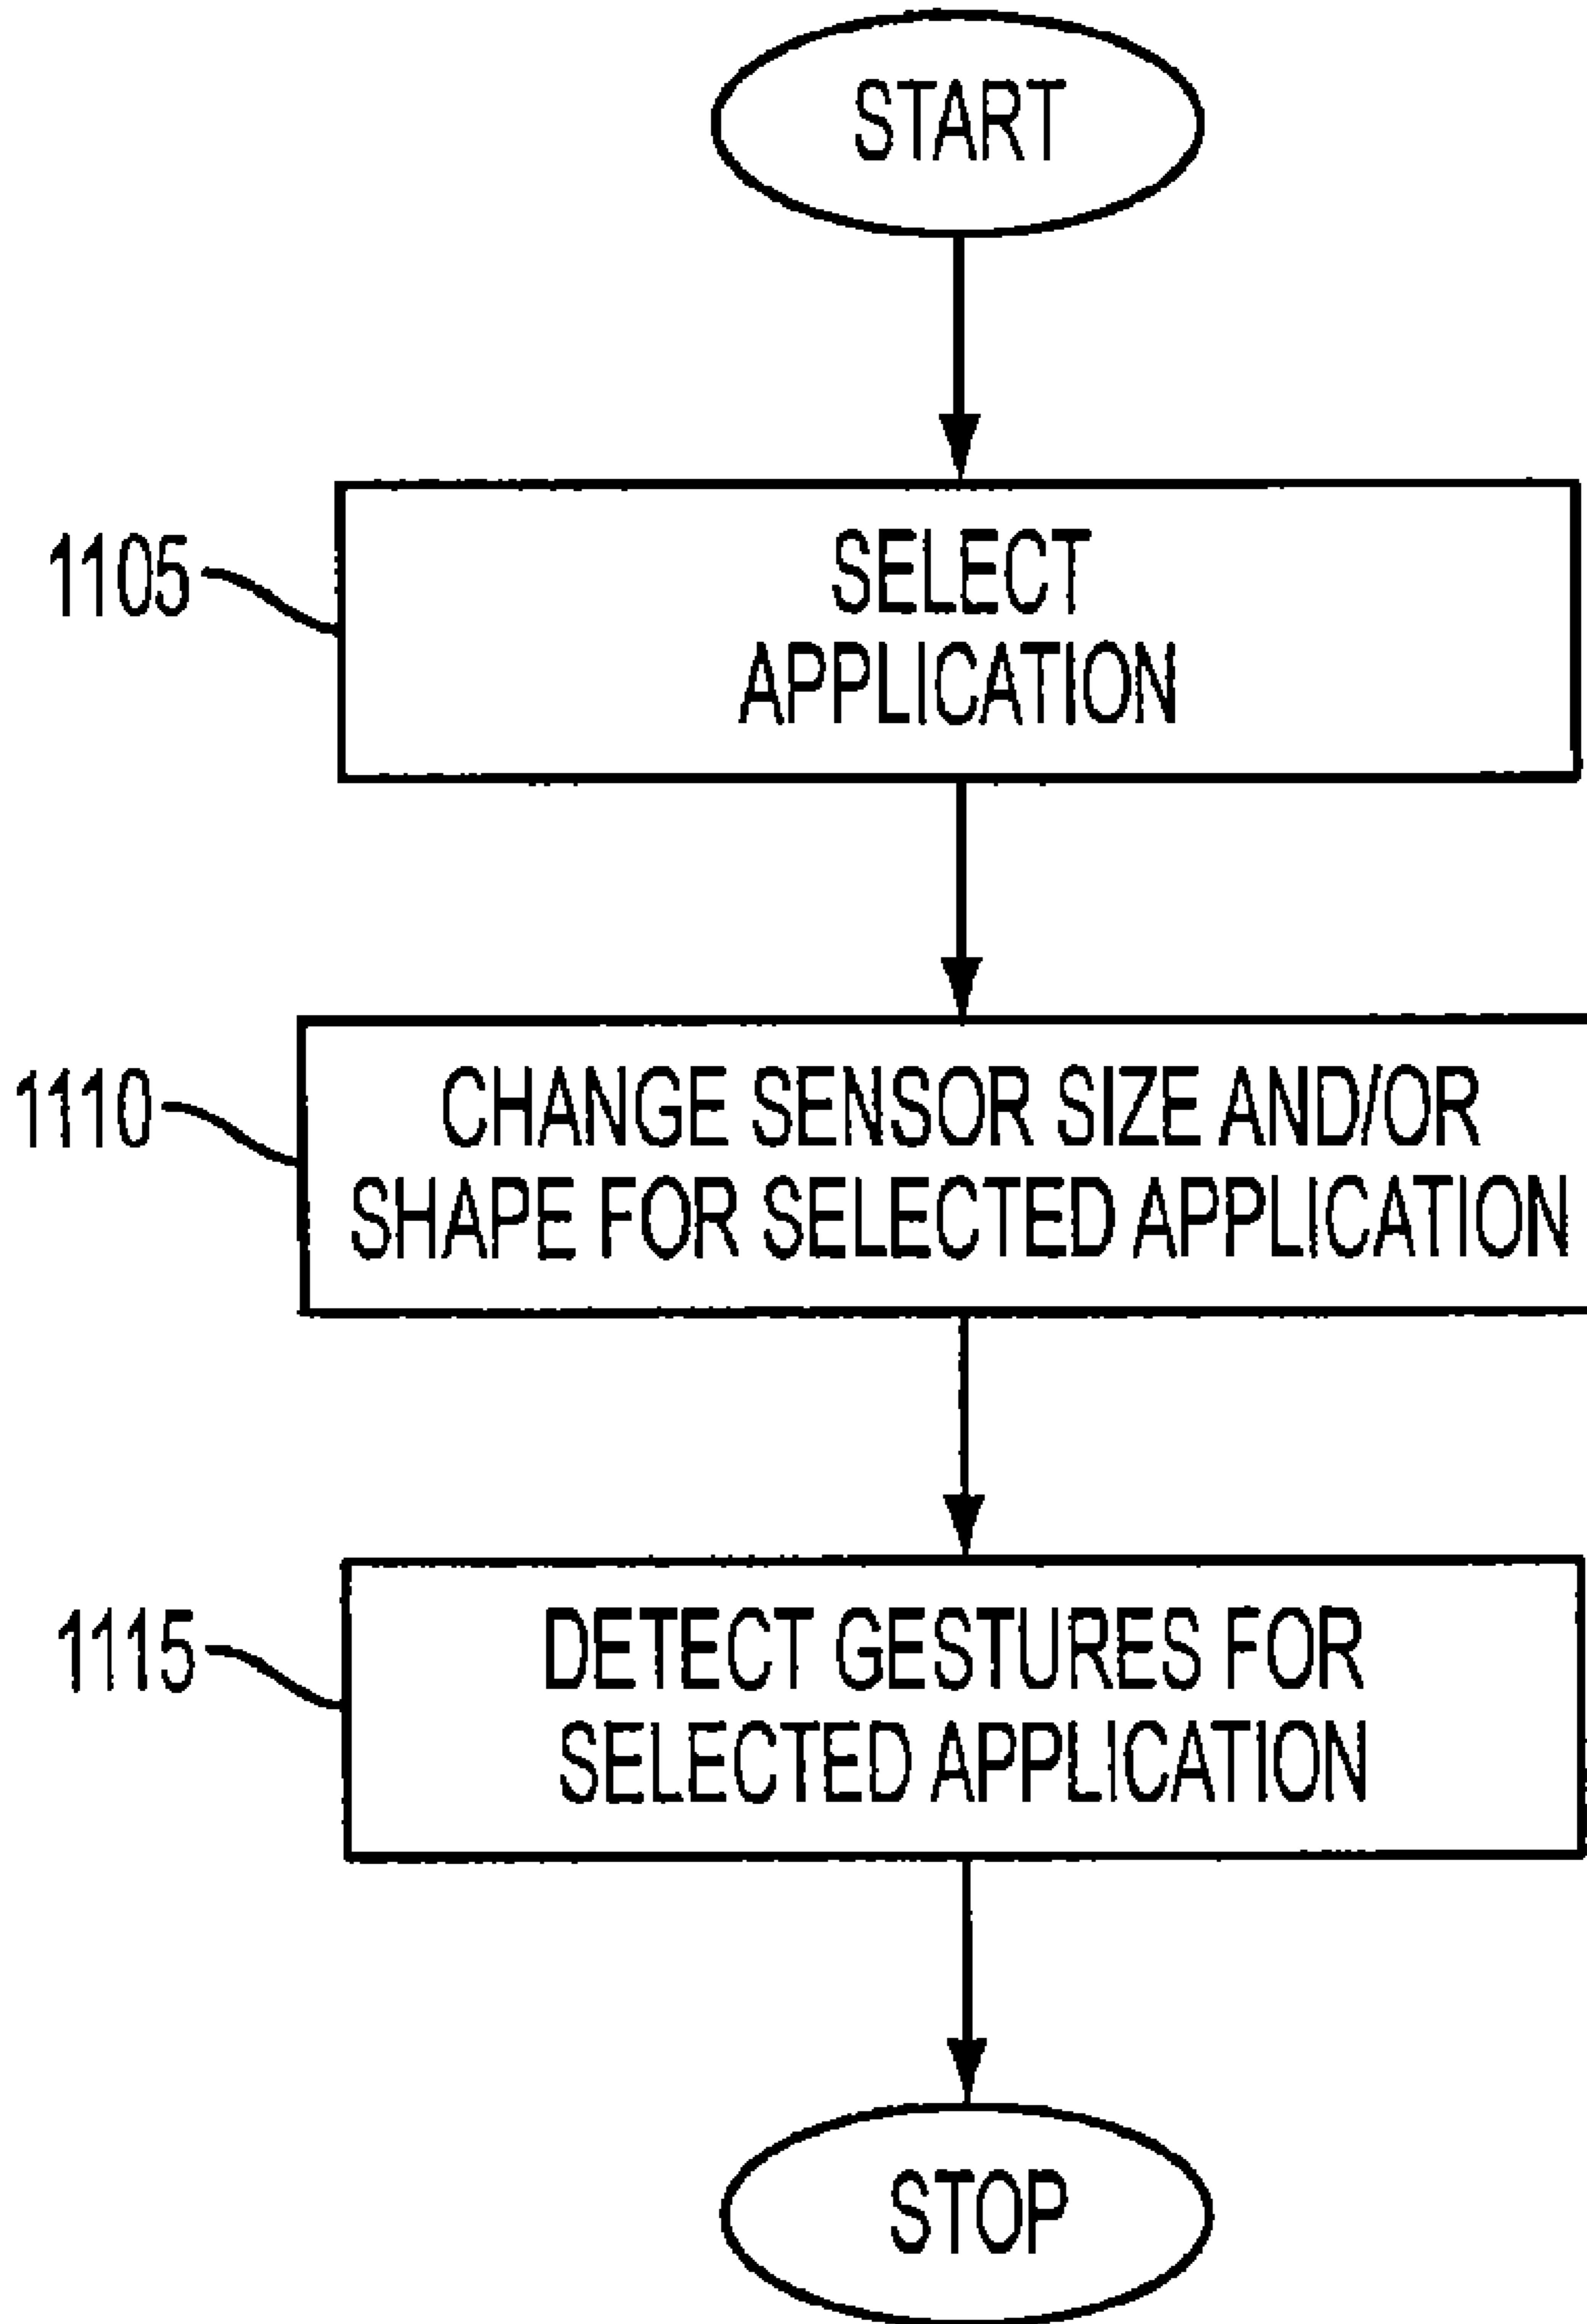 START
1105
SELECT
APPLICATION
1110
CHANGE SENSOR SIZE AND/OR
SHAPE FOR SELECTED APPLICATION
1115
DETECT GESTURES FOR
SELECTED APPLICATION
STOP